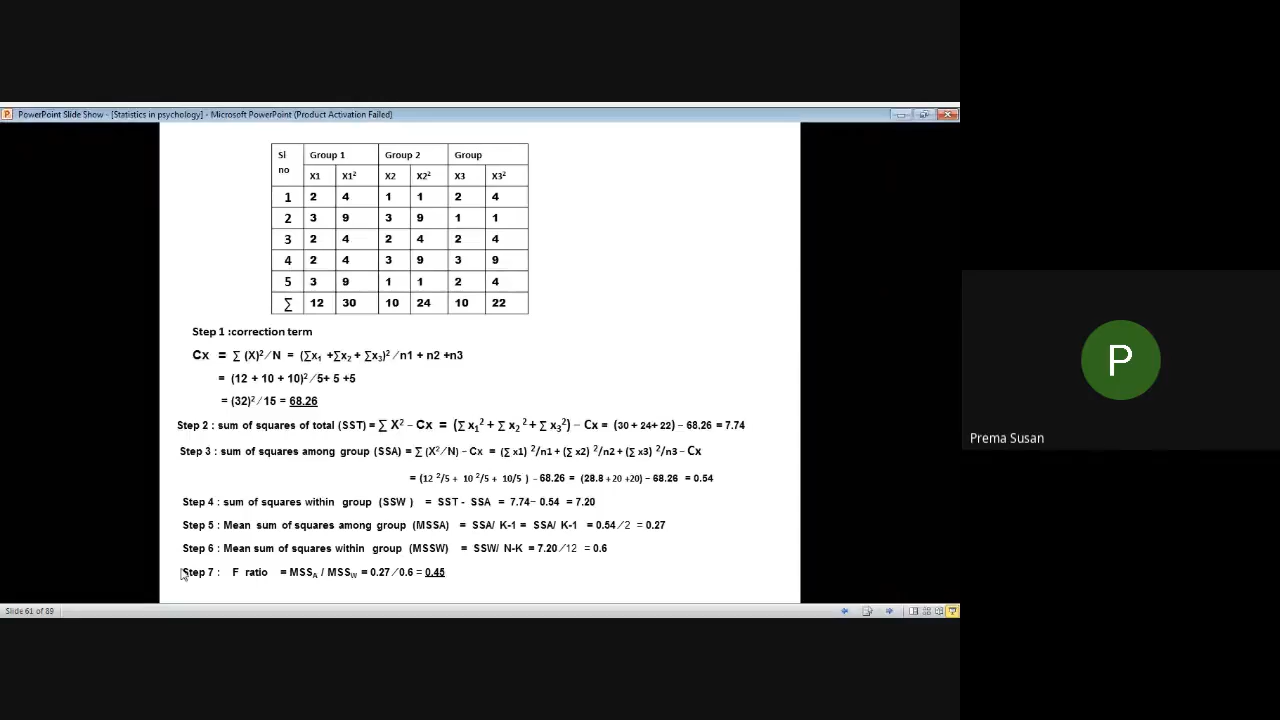 PowerPoint Slide Show - [Statistics in psychology] - Microsoft PowerPoint (Product Activation Failed)
Sl no Group 1 Group 2 Group
X1 X1² X2 X2² X3 X3²
1 2 4 1 1 2 4
2 3 9 3 9 1 1
3 2 4 2 4 2 4
4 2 4 3 9 3 9
5 3 9 1 1 2 4
∑ 12 30 10 24 10 22
Step 1 :correction term
Cx = ∑ (X)²/N = (∑x₁ +∑x₂ + ∑x₃)² /n1 + n2 +n3
= (12 + 10 + 10)²/5+ 5 +5
= (32)²/15 = 68.26
Step 2 : sum of squares of total (SST) = ∑ X² – Cx = (∑ x₁² + ∑ x₂² + ∑ x₃²) – Cx = (30 + 24+ 22) – 68.26 = 7.74
Step 3 : sum of squares among group (SSA) = ∑ (X²/N) – Cx = (∑ x1) ²/n1 + (∑ x2) ²/n2 + (∑ x3) ²/n3 – Cx
= (12 ²/5 + 10 ²/5 + 10/5 ) – 68.26 = (28.8 + 20 +20) – 68.26 = 0.54
Step 4 : sum of squares within group (SSW ) = SST - SSA = 7.74– 0.54 = 7.20
Step 5 : Mean sum of squares among group (MSSA) = SSA/ K-1 = SSA/ K-1 = 0.54/2 = 0.27
Step 6 : Mean sum of squares within group (MSSW) = SSW/ N-K = 7.20/12 = 0.6
Step 7 : F ratio = MSS_A / MSS_W = 0.27/0.6 = 0.45
Slide 61 of 89
P
Prema Susan